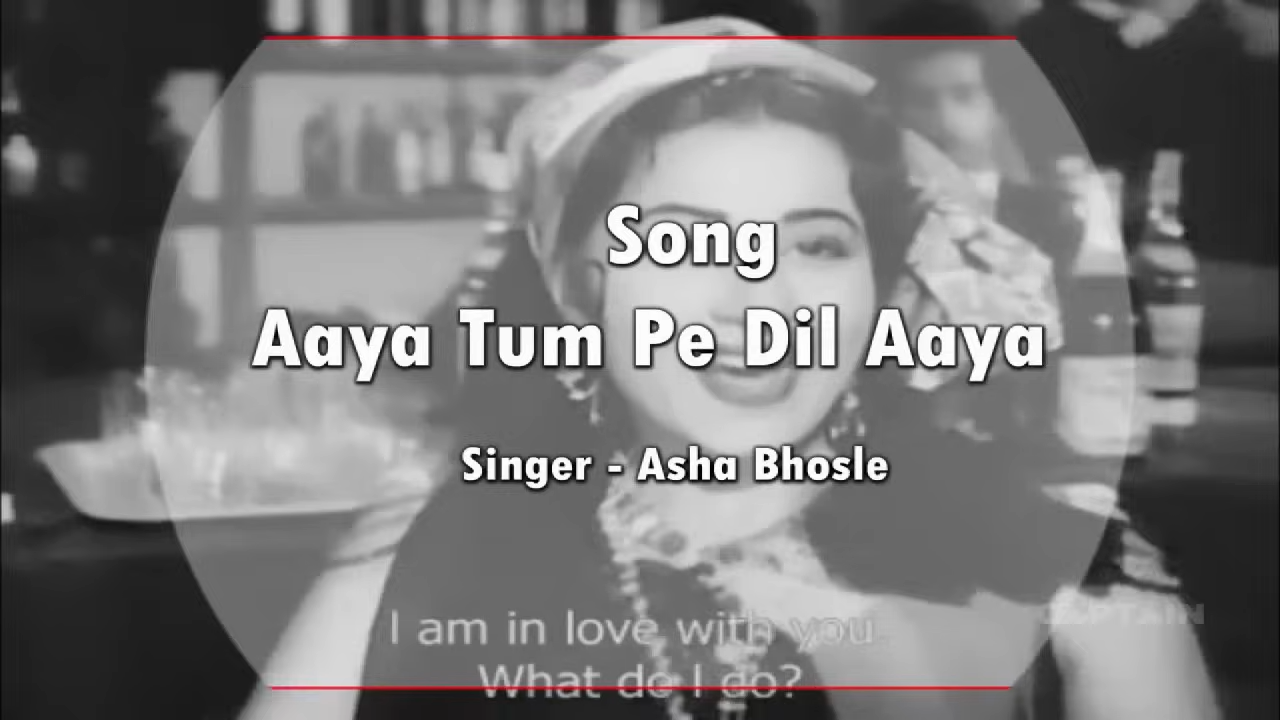 Song
Aaya Tum Pe Dil Aaya
Singer - Asha Bhosle
I am in love with you.
What do I do?